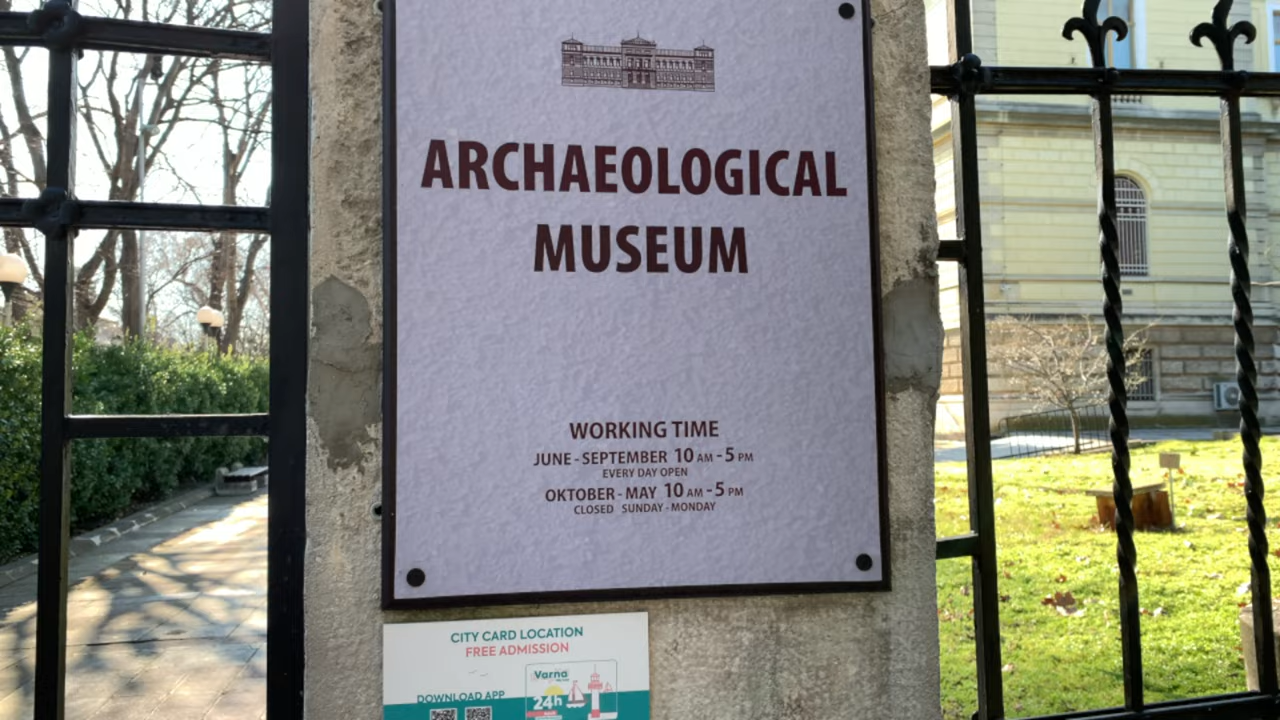 ARCHAEOLOGICAL
MUSEUM
WORKING TIME
JUNE - SEPTEMBER 10 AM - 5 PM
EVERY DAY OPEN
OKTOBER - MAY 10 AM - 5 PM
CLOSED SUNDAY - MONDAY
CITY CARD LOCATION
FREE ADMISSION
Varna
DOWNLOAD APP
24h